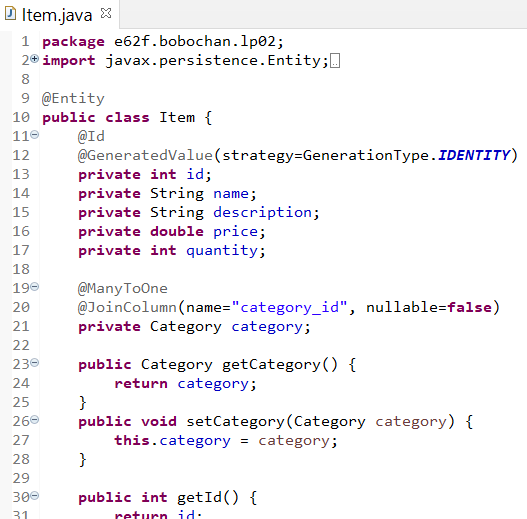 Item.java
1 package e62f.bobochan.lp02;
2 import javax.persistence.Entity;
8
9 @Entity
10 public class Item {
11 @Id
12 @GeneratedValue(strategy=GenerationType.IDENTITY)
13 private int id;
14 private String name;
15 private String description;
16 private double price;
17 private int quantity;
18
19 @ManyToOne
20 @JoinColumn(name="category_id", nullable=false)
21 private Category category;
22
23 public Category getCategory() {
24 return category;
25 }
26 public void setCategory(Category category) {
27 this.category = category;
28 }
29
30 public int getId() {
31 return id;